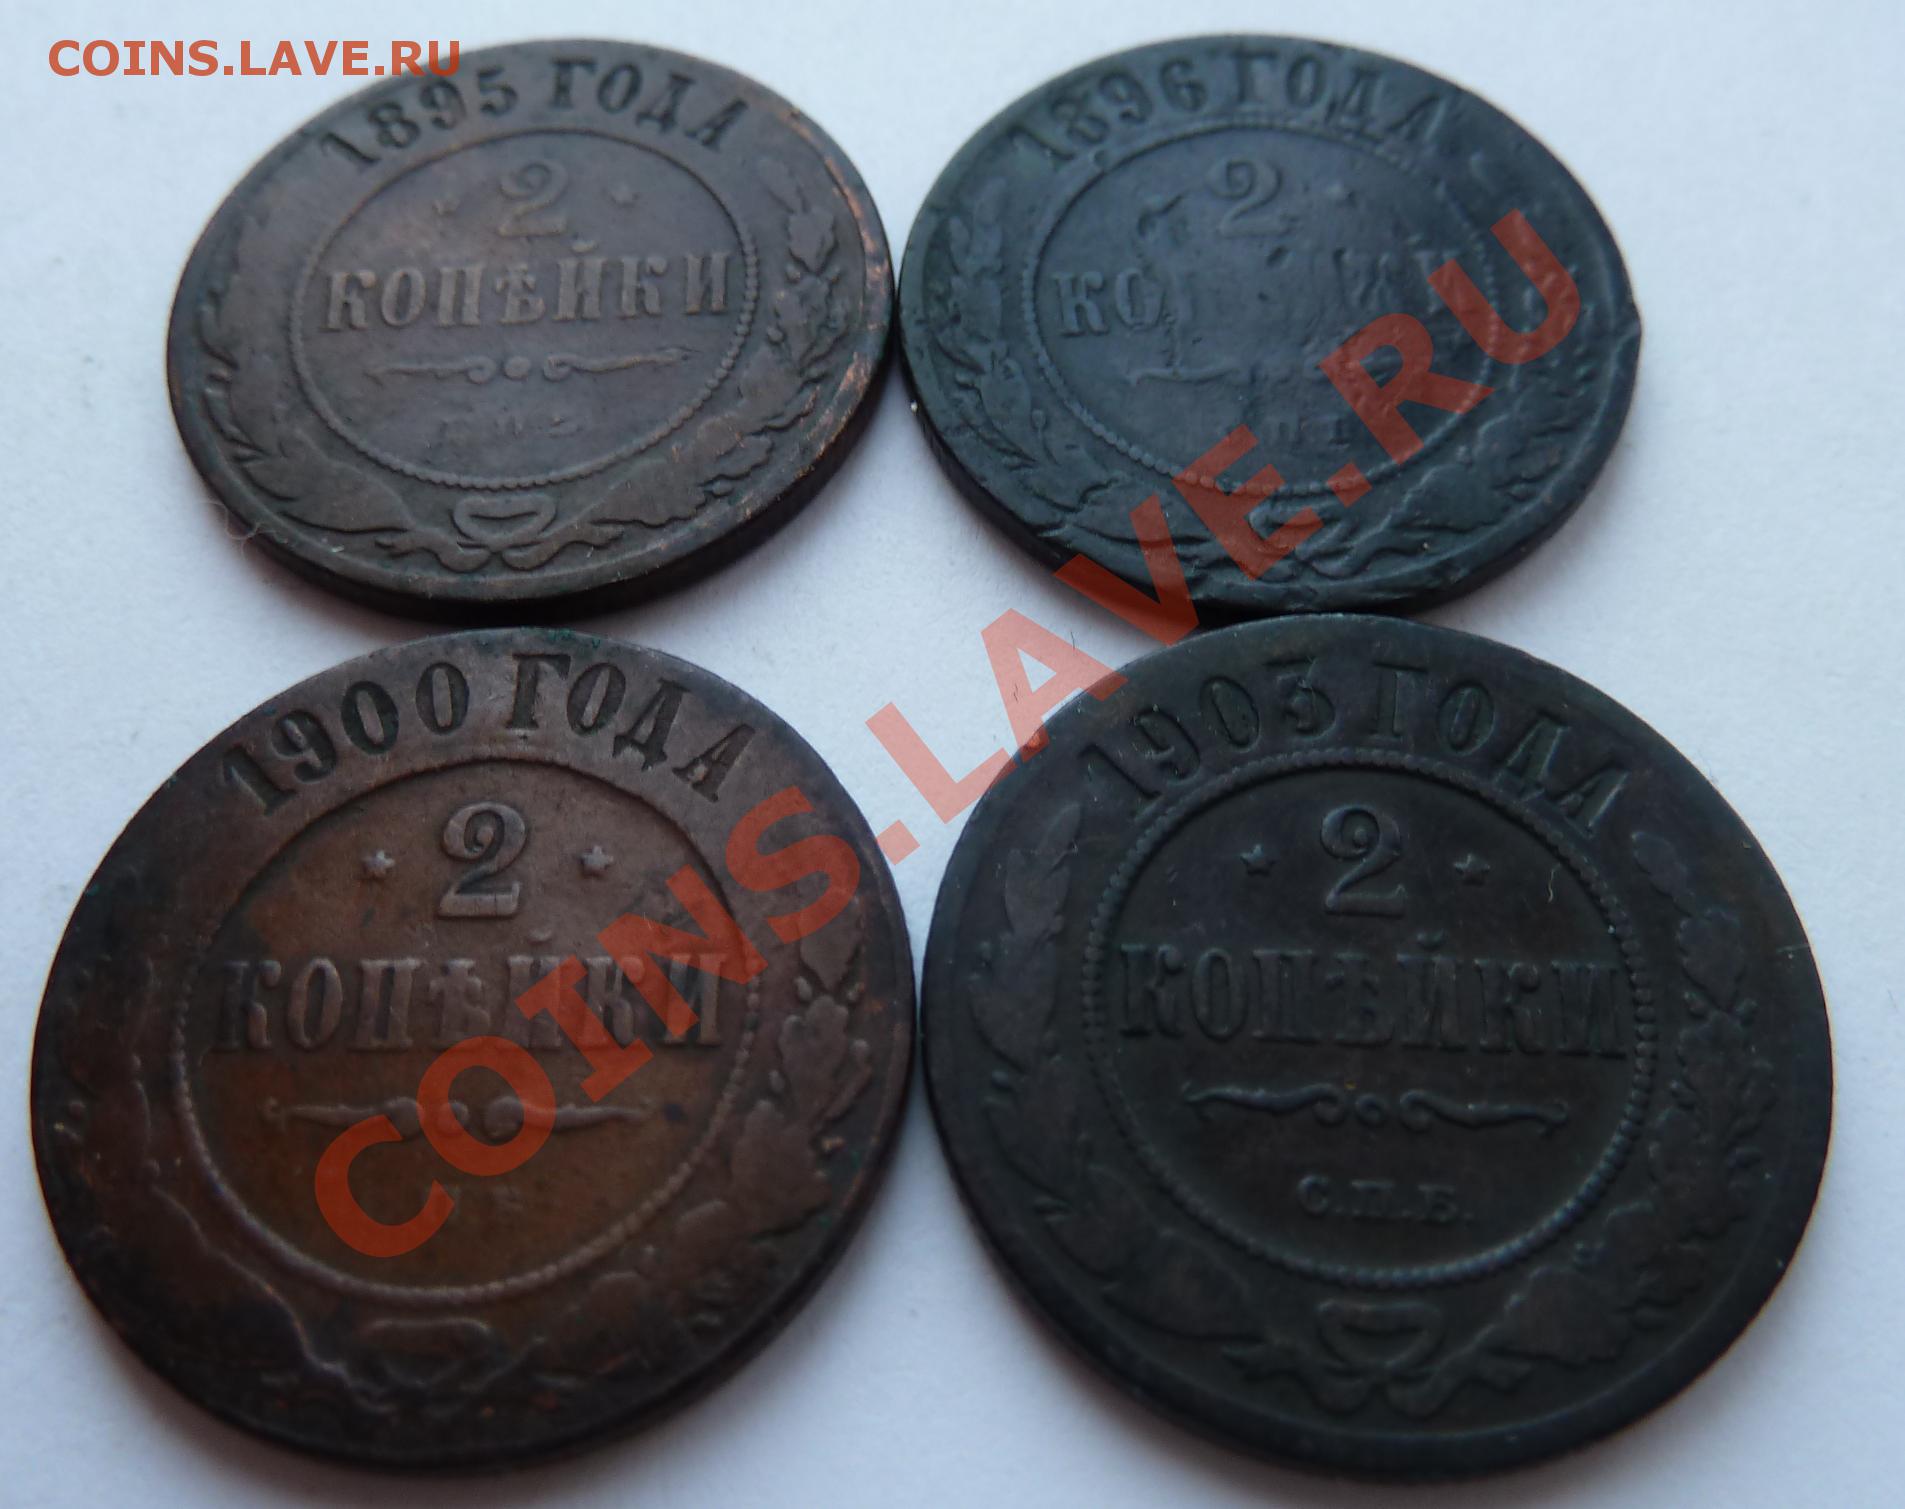 COINS.LAVE.RU
1895 ГОДА
2
КОПѢЙКИ
1896 ГОДА
2
1900 ГОДА
2
КОПѢЙКИ
1903 ГОДА
2
КОПѢЙКИ
С.П.Б.
COINS.LAVE.RU